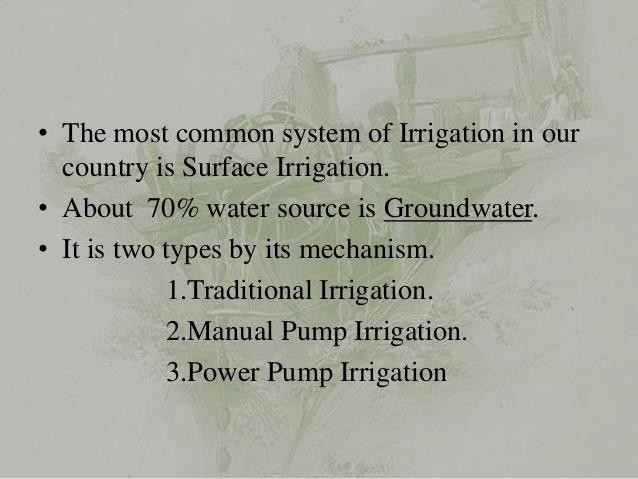 • The most common system of Irrigation in our
country is Surface Irrigation.
• About 70% water source is Groundwater.
• It is two types by its mechanism.
1.Traditional Irrigation.
2.Manual Pump Irrigation.
3.Power Pump Irrigation